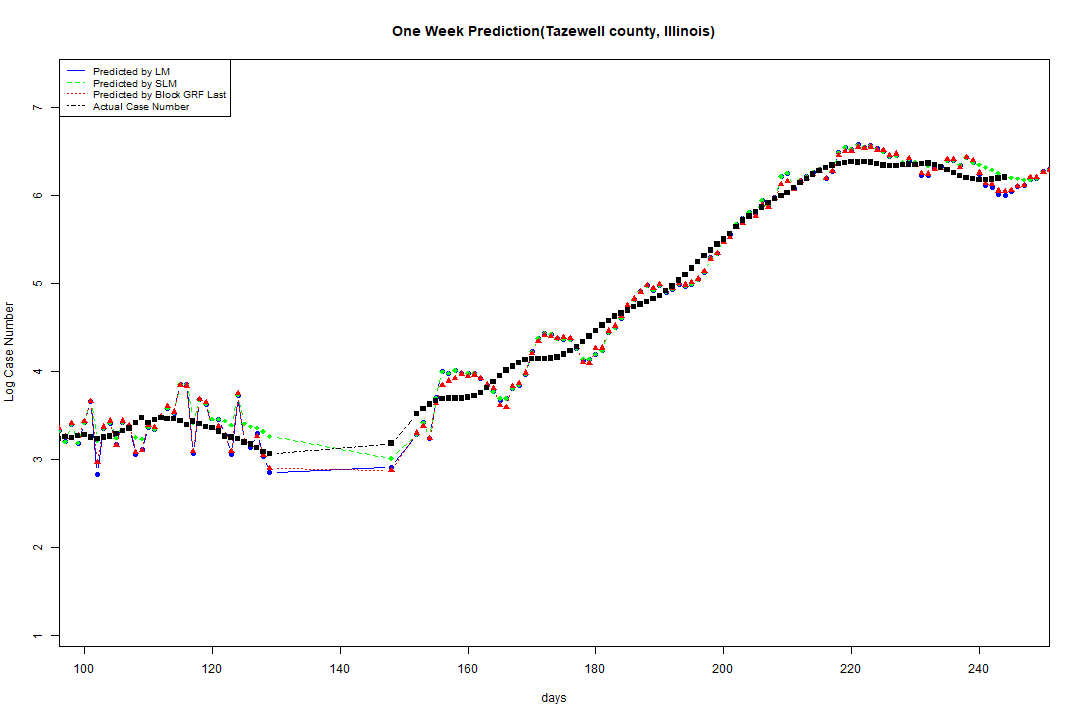 One Week Prediction(Tazewell county, Illinois)
Predicted by LM
Predicted by SLM
Predicted by Block GRF Last
Actual Case Number
7
6
5
4
3
2
1
Log Case Number
100 120 140 160 180 200 220 240
days